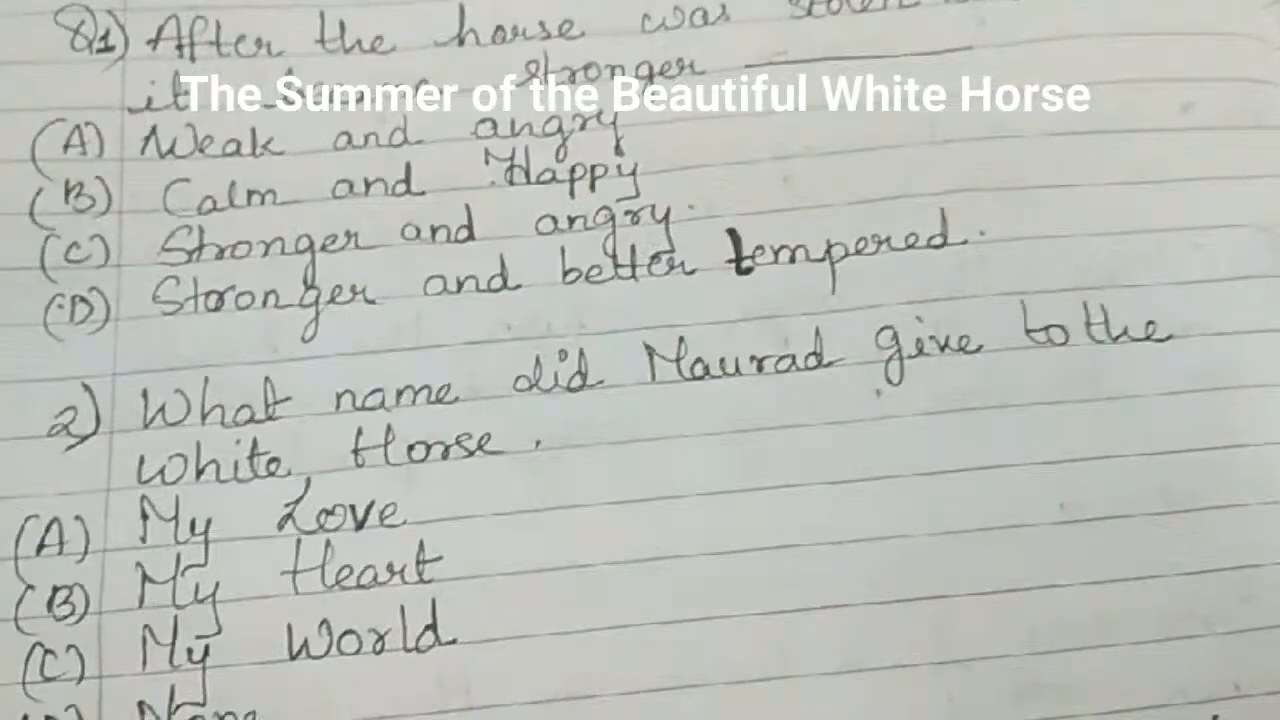 Q1) After the horse was stolen
it stronger
The Summer of the Beautiful White Horse
(A) Weak and angry
(B) Calm and Happy
(C) Stronger and angry.
(D) Stronger and better tempered.
2) What name did Maurad give to the
White Horse.
(A) My Love
(B) My Heart
(C) My World